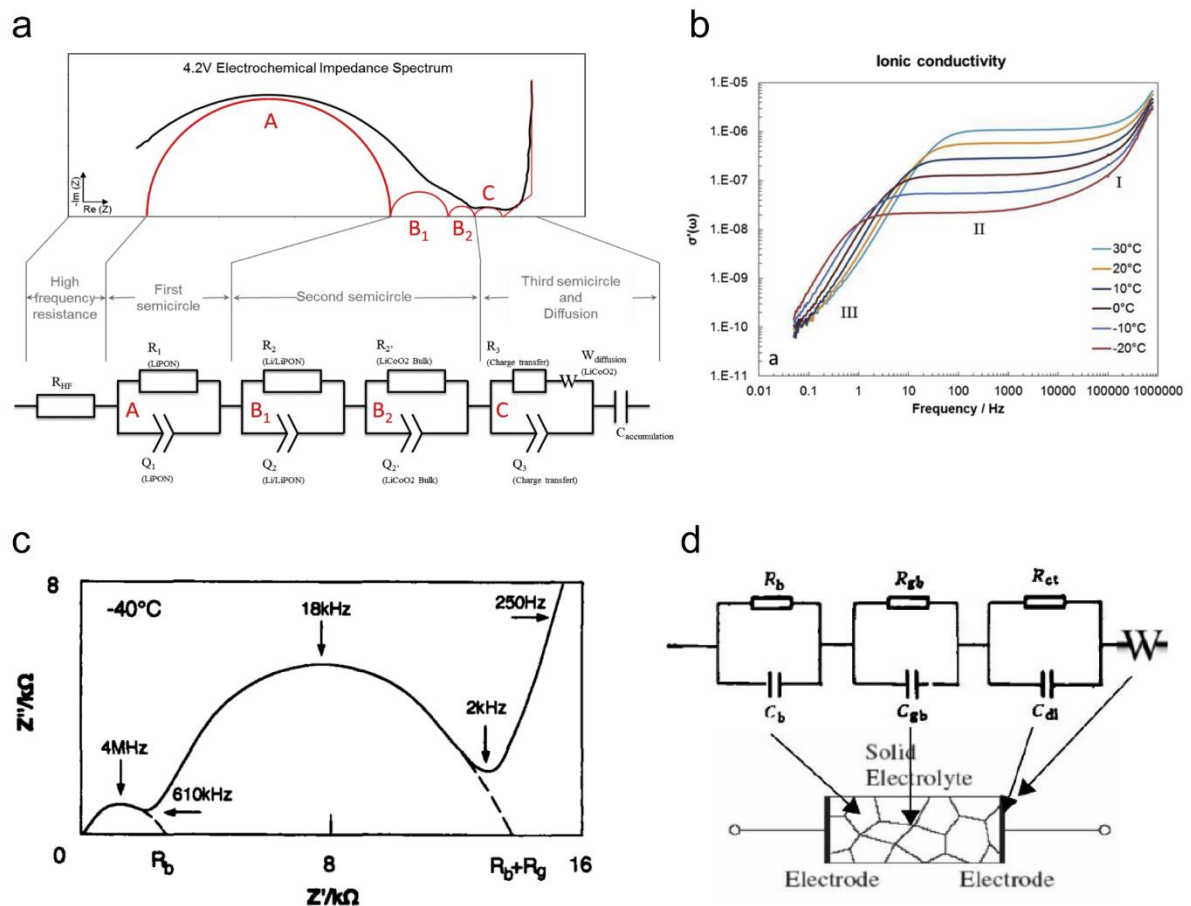 a
4.2V Electrochemical Impedance Spectrum
A
-Im (Z)
Re (Z)
B1
B2
C
High
frequency
resistance
First
semicircle
Second semicircle
Third semicircle
and
Diffusion
RHF
R1
(LiPON)
R2
(Li/LiPON)
R2'
(LiCoO2 Bulk)
R3
(Charge transfer)
Wdiffusion
(LiCoO2)
W
A
B1
B2
C
Q1
(LiPON)
Q2
(Li/LiPON)
Q2'
(LiCoO2 Bulk)
Q3
(Charge transfert)
Caccumulation
b
Ionic conductivity
1.E-05
1.E-06
1.E-07
1.E-08
1.E-09
1.E-10
1.E-11
σ'(ω)
I
II
III
30°C
20°C
10°C
0°C
-10°C
-20°C
a
0.01 0.1 1 10 100 1000 10000 100000 1000000
Frequency / Hz
c
8
-40°C
18kHz
250Hz
4MHz
2kHz
610kHz
Z"/kΩ
0
Rb
8
Rb+Rg
16
Z'/kΩ
d
Rb
Rgb
Rct
W
Cb
Cgb
Cdl
Solid
Electrolyte
Electrode
Electrode